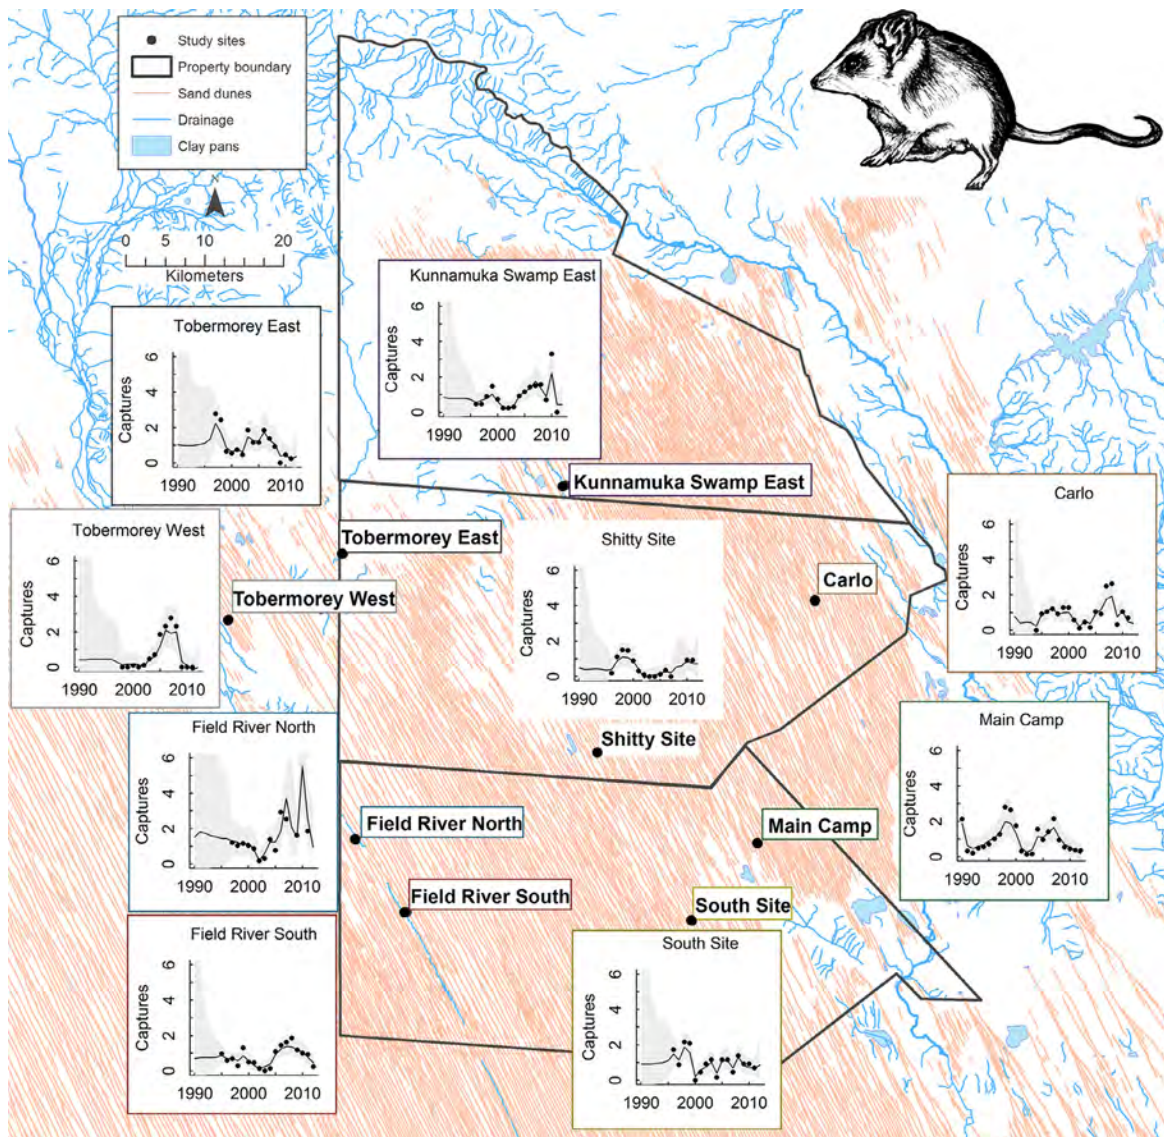 Study sites
Property boundary
Sand dunes
Drainage
Clay pans
N
0 5 10 20
Kilometers
Kunnamuka Swamp East
Captures
6
4
2
0
1990 2000 2010
Tobermorey East
Captures
6
4
2
0
1990 2000 2010
Kunnamuka Swamp East
Carlo
Captures
6
4
2
0
1990 2000 2010
Tobermorey West
Captures
6
4
2
0
1990 2000 2010
Tobermorey East
Shitty Site
Captures
6
4
2
0
1990 2000 2010
Carlo
Tobermorey West
Field River North
Captures
6
4
2
0
1990 2000 2010
Shitty Site
Main Camp
Captures
6
4
2
0
1990 2000 2010
Field River North
Main Camp
Field River South
South Site
Field River South
Captures
6
4
2
0
1990 2000 2010
South Site
Captures
6
4
2
0
1990 2000 2010